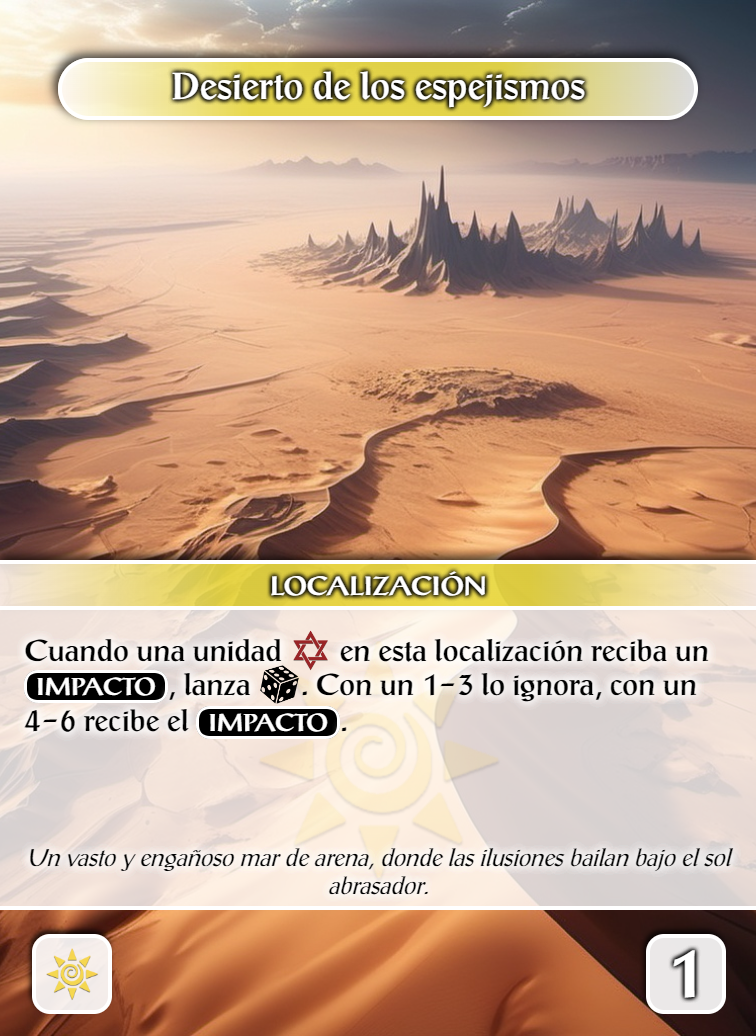 Desierto de los espejismos
LOCALIZACIÓN
Cuando una unidad en esta localización reciba un
IMPACTO, lanza . Con un 1-3 lo ignora, con un
4-6 recibe el IMPACTO.
Un vasto y engañoso mar de arena, donde las ilusiones bailan bajo el sol
abrasador.
1